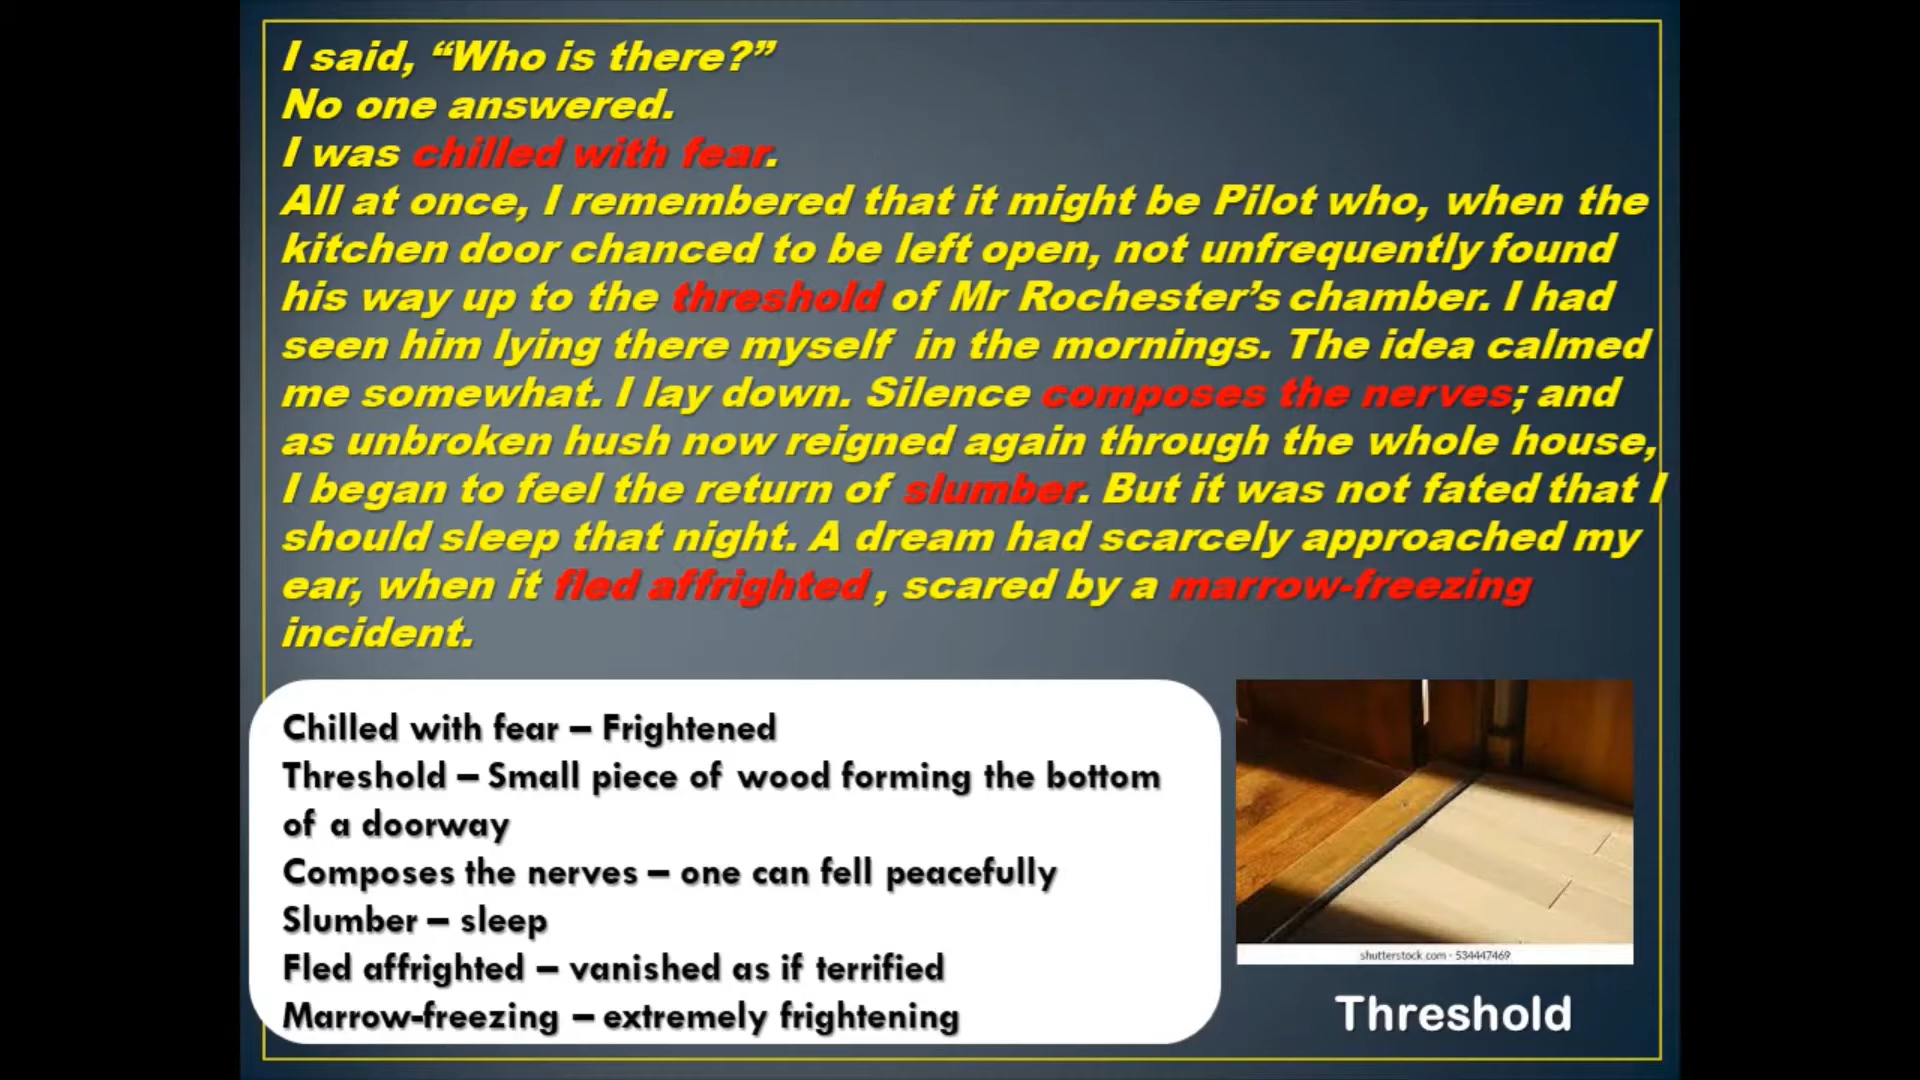 I said, “Who is there?”
No one answered.
I was chilled with fear.
All at once, I remembered that it might be Pilot who, when the
kitchen door chanced to be left open, not unfrequently found
his way up to the threshold of Mr Rochester’s chamber. I had
seen him lying there myself in the mornings. The idea calmed
me somewhat. I lay down. Silence composes the nerves; and
as unbroken hush now reigned again through the whole house,
I began to feel the return of slumber. But it was not fated that I
should sleep that night. A dream had scarcely approached my
ear, when it fled affrighted , scared by a marrow-freezing
incident.
Chilled with fear – Frightened
Threshold – Small piece of wood forming the bottom
of a doorway
Composes the nerves – one can fell peacefully
Slumber – sleep
Fled affrighted – vanished as if terrified
Marrow-freezing – extremely frightening
shutterstock.com · 534447469
Threshold